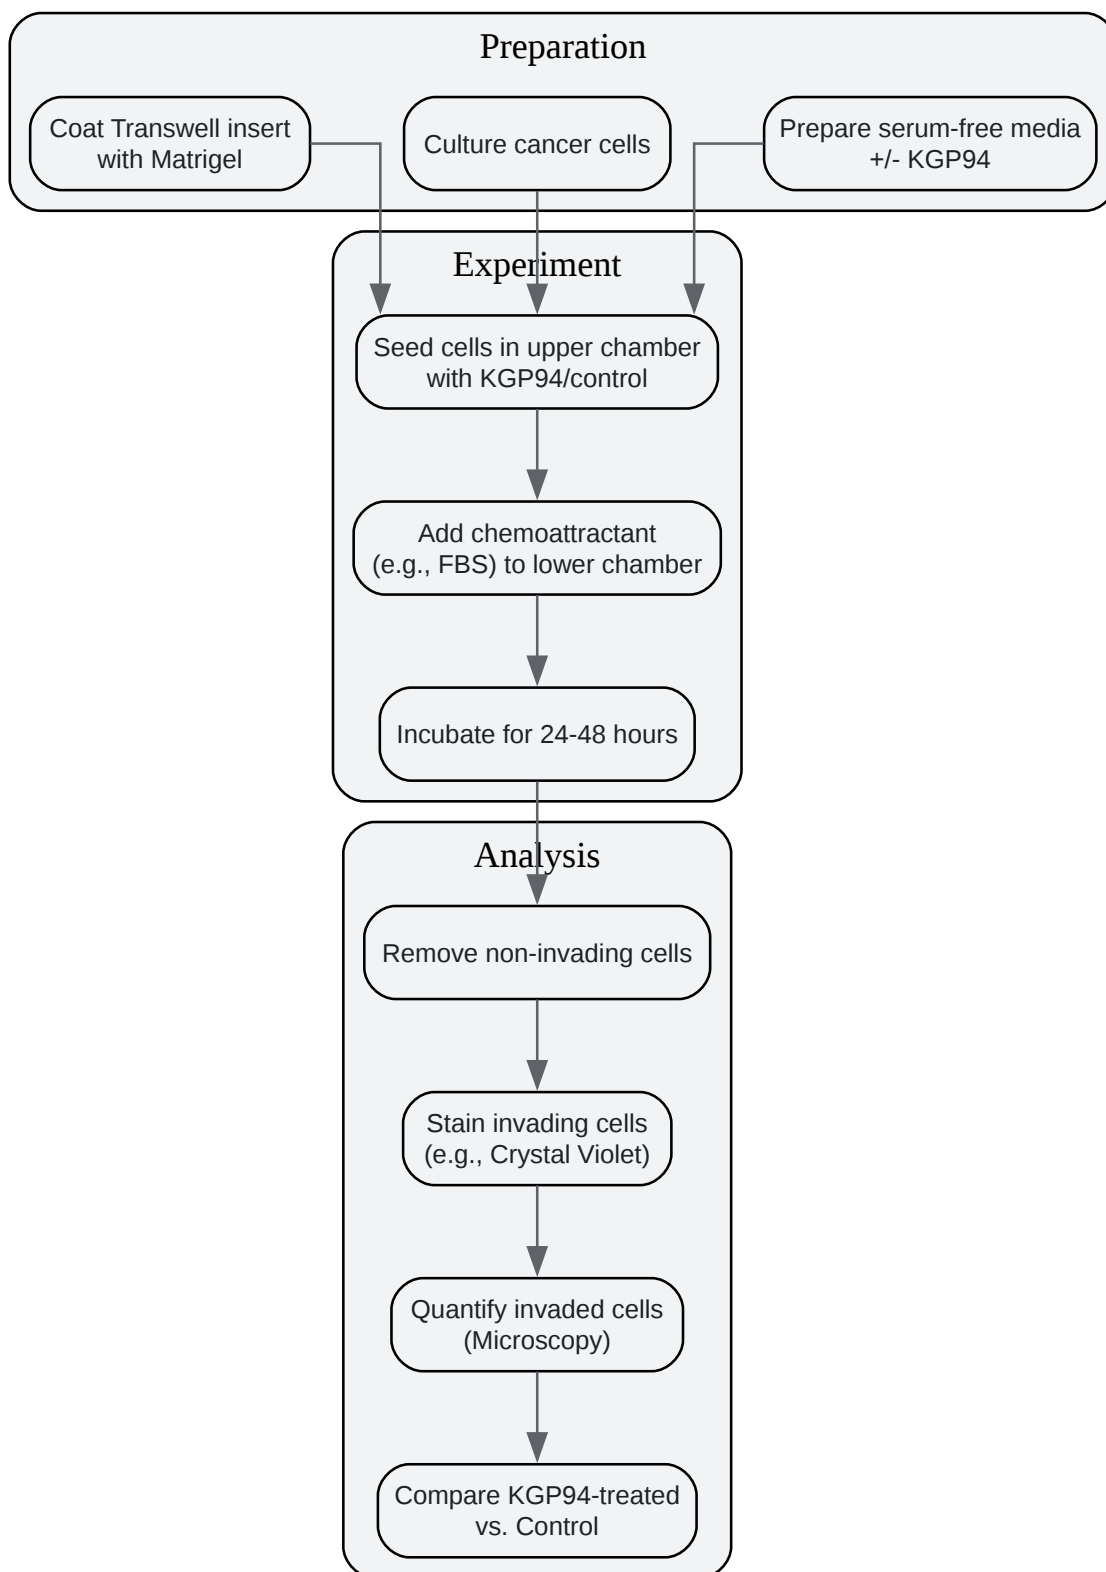 Preparation
Coat Transwell insert
with Matrigel
Culture cancer cells
Prepare serum-free media
+/- KGP94
Experiment
Seed cells in upper chamber
with KGP94/control
Add chemoattractant
(e.g., FBS) to lower chamber
Incubate for 24-48 hours
Analysis
Remove non-invading cells
Stain invading cells
(e.g., Crystal Violet)
Quantify invaded cells
(Microscopy)
Compare KGP94-treated
vs. Control